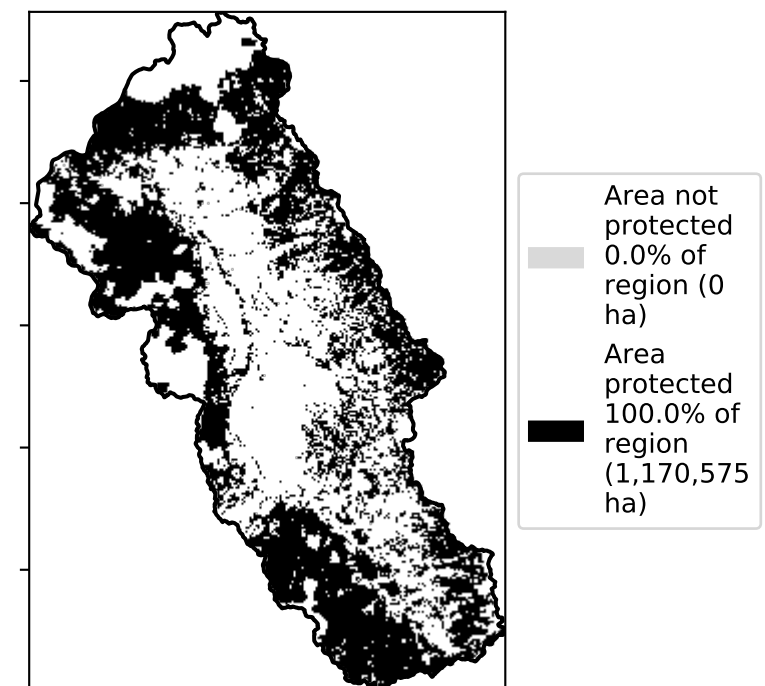 Area not
protected
0.0% of
region (0
ha)
Area
protected
100.0% of
region
(1,170,575
ha)